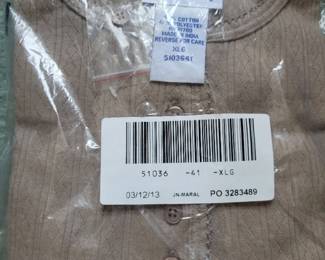 COTTON
POLYESTER
MADE IN INDIA
REVERSE FOR CARE
XLG
5103641
51036 -41 -XLG
03/12/13 JN-MARAL PO 3283489